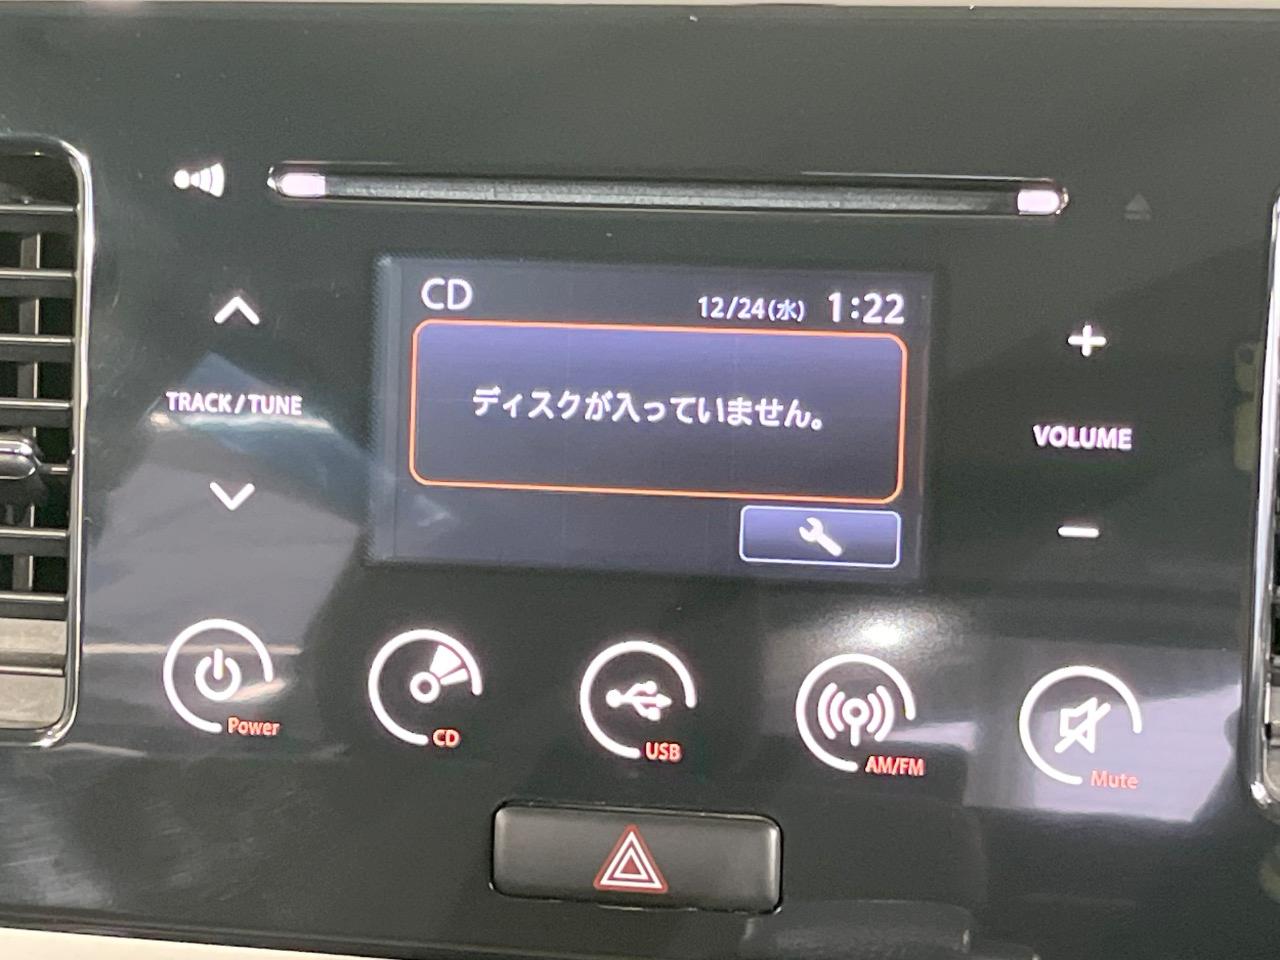 CD
12/24(水) 1:22
TRACK/TUNE
ディスクが入っていません。
VOLUME
Power
CD
USB
AM/FM
Mute